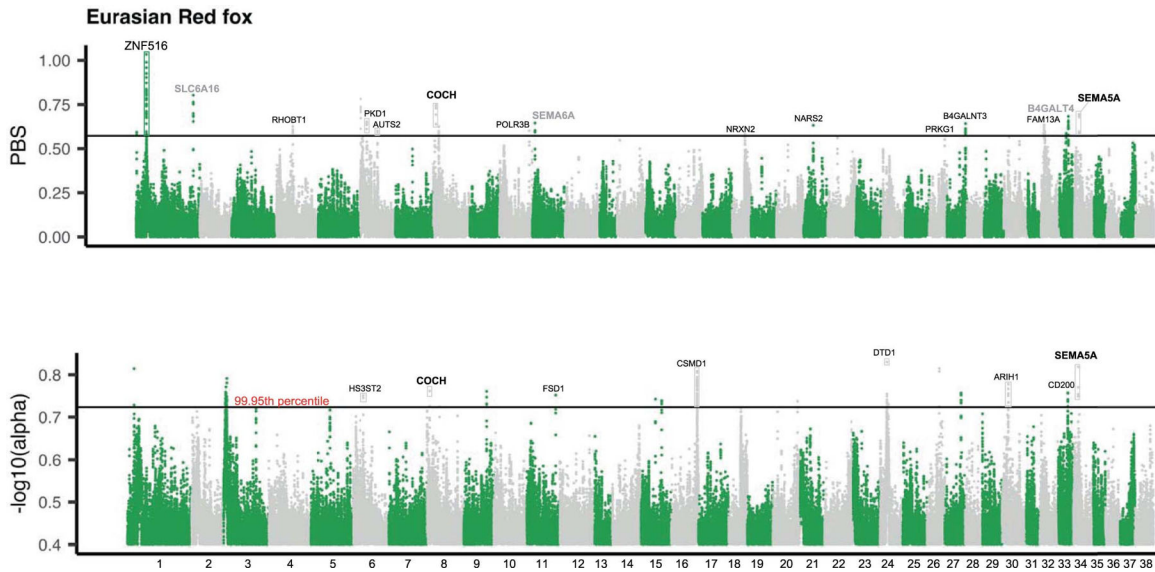 Eurasian Red fox
1.00
0.75
0.50
0.25
0.00
PBS
ZNF516
SLC6A16
RHOBT1
PKD1
AUTS2
COCH
POLR3B
SEMA6A
NRXN2
NARS2
PRKG1
B4GALNT3
B4GALT4
FAM13A
SEMA5A
0.8
0.7
0.6
0.5
0.4
-log10(alpha)
99.95th percentile
HS3ST2
COCH
FSD1
CSMD1
DTD1
ARIH1
CD200
SEMA5A
1 2 3 4 5 6 7 8 9 10 11 12 13 14 15 16 17 18 19 20 21 22 23 24 25 26 27 28 29 30 31 32 33 34 35 36 37 38